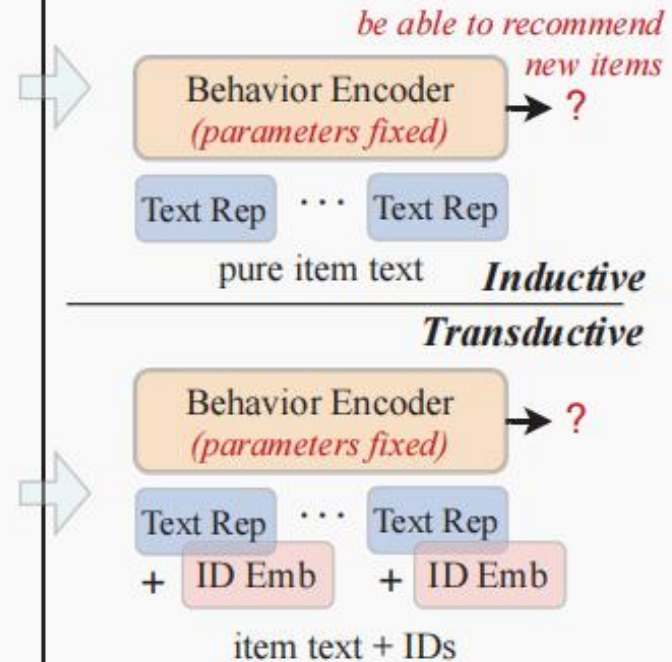 be able to recommend
new items
Behavior Encoder
(parameters fixed)
?
Text Rep ··· Text Rep
pure item text
Inductive
Transductive
Behavior Encoder
(parameters fixed)
?
Text Rep ··· Text Rep
+ ID Emb + ID Emb
item text + IDs